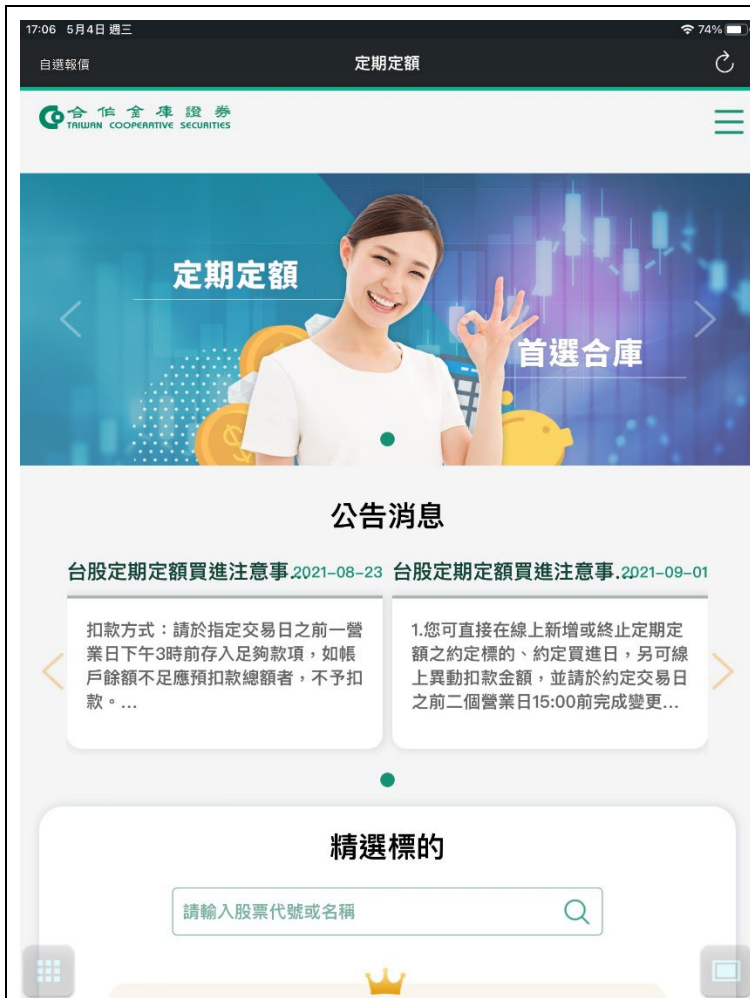 17:06 5月4日 週三
74%
自選報價
定期定額
合作金庫證券
TAIWAN COOPERATIVE SECURITIES
定期定額
首選合庫
公告消息
台股定期定額買進注意事...2021-08-23
扣款方式：請於指定交易日之前一營
業日下午3時前存入足夠款項，如帳
戶餘額不足應預扣款總額者，不予扣
款。...
台股定期定額買進注意事...2021-09-01
1.您可直接在線上新增或終止定期定
額之約定標的、約定買進日，另可線
上異動扣款金額，並請於約定交易日
之前二個營業日15:00前完成變更...
精選標的
請輸入股票代號或名稱